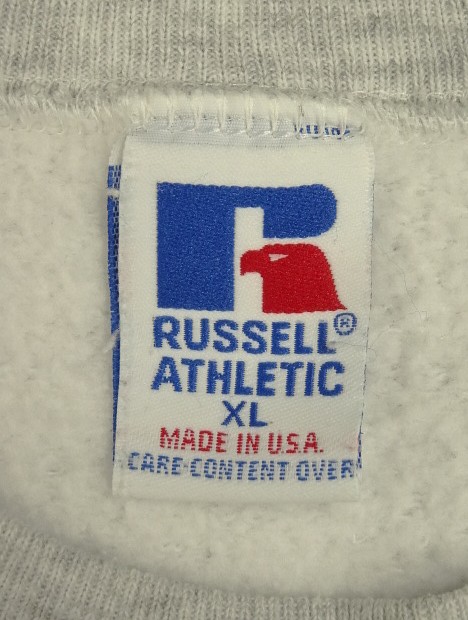 RUSSELL®
ATHLETIC
XL
MADE IN U.S.A.
CARE-CONTENT OVER